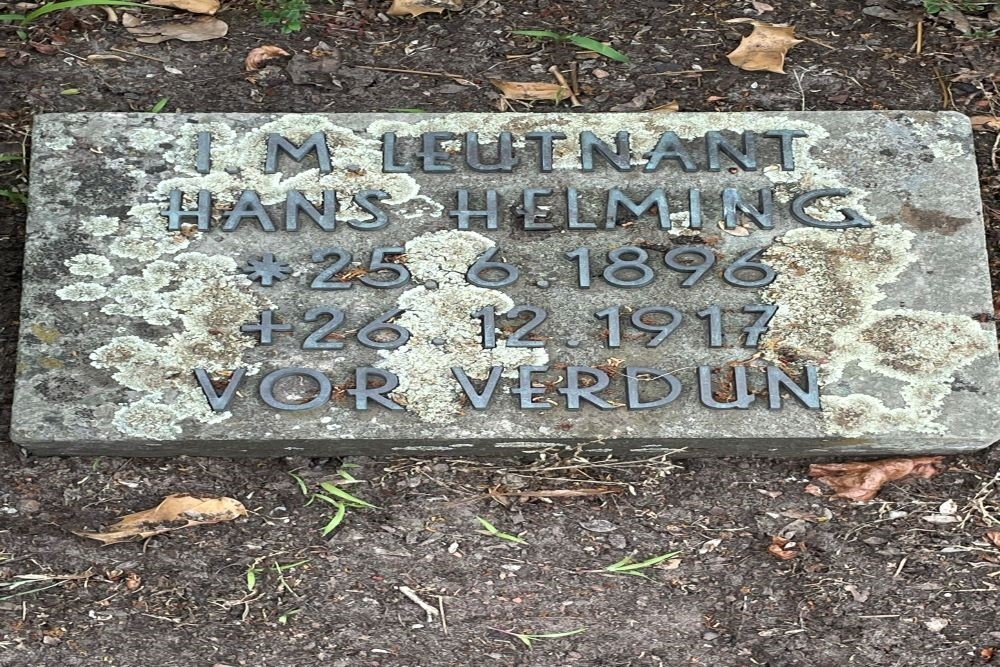 I. M. LEUTNANT
HANS HELMING
* 25. 6. 1896
+ 26. 12. 1917
VOR VERDUN